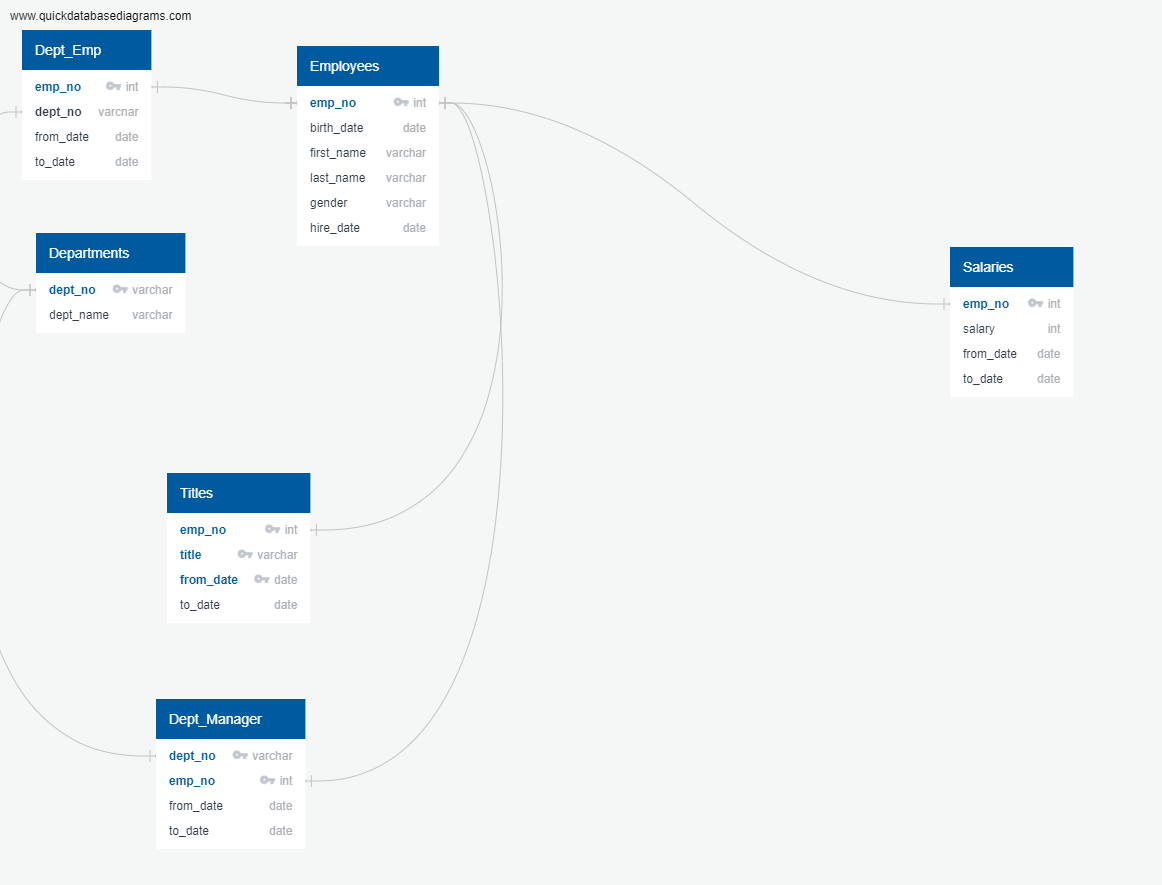 www.quickdatabasediagrams.com
Dept_Emp
emp_no int
dept_no varcnar
from_date date
to_date date
Employees
emp_no int
birth_date date
first_name varchar
last_name varchar
gender varchar
hire_date date
Departments
dept_no varchar
dept_name varchar
Salaries
emp_no int
salary int
from_date date
to_date date
Titles
emp_no int
title varchar
from_date date
to_date date
Dept_Manager
dept_no varchar
emp_no int
from_date date
to_date date